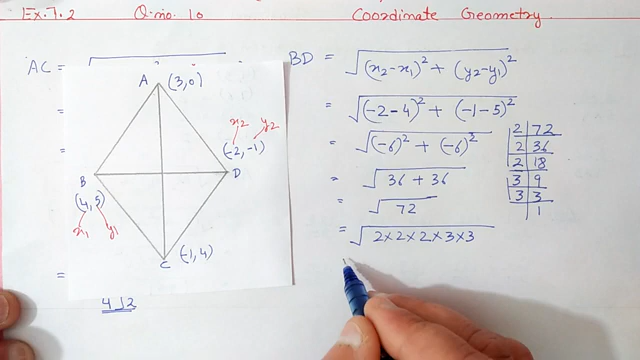 Ex.7.2 Q.no. 10 Coordinate Geometry.
AC =
=
=
=
4√2
A (3,0)
x2 y2
(-2,-1)
B D
(4,5)
x1 y1
C (-1,4)
BD = √(x2-x1)² + (y2-y1)²
= √(-2-4)² + (-1-5)²
= √(-6)² + (-6)²
= √36 + 36
= √72
= √2×2×2×3×3
2 72
2 36
2 18
3 9
3 3
1